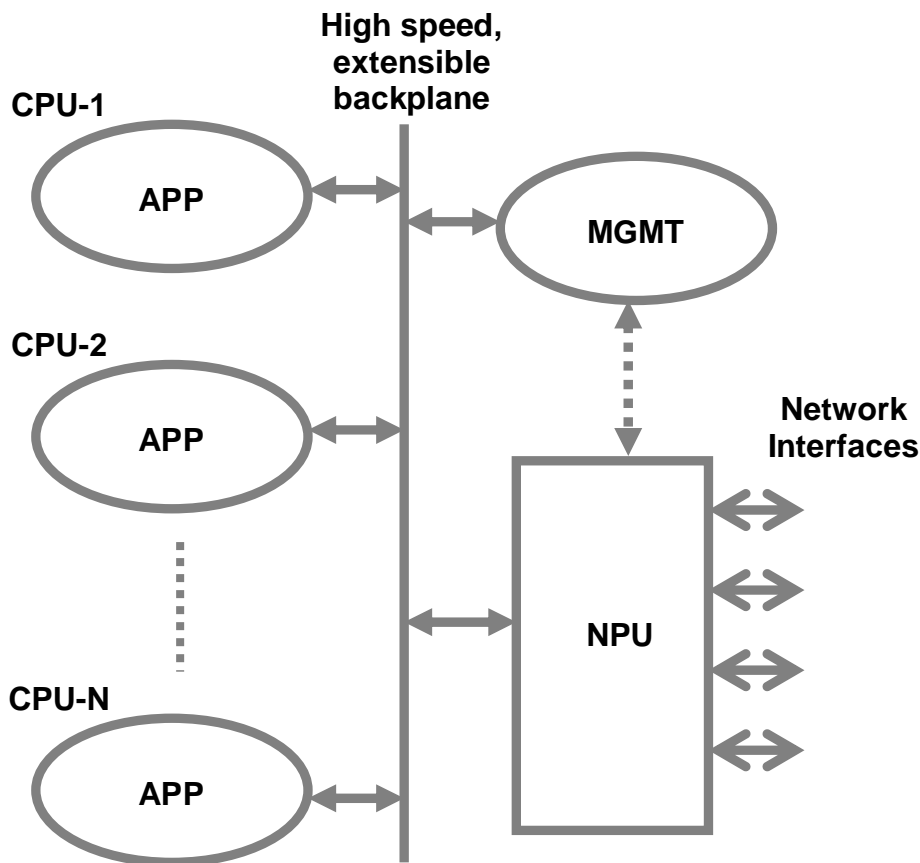 High speed,
extensible
backplane
CPU-1
APP
MGMT
CPU-2
APP
Network
Interfaces
NPU
CPU-N
APP